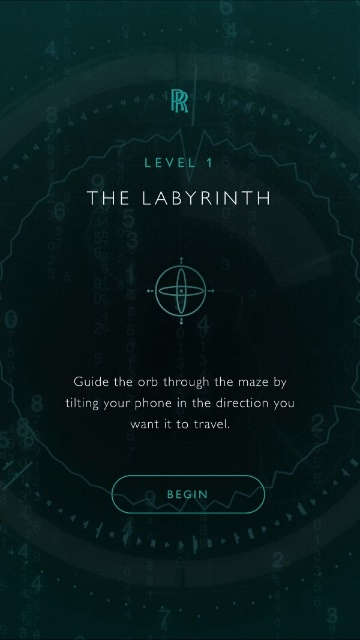 RR
LEVEL 1
THE LABYRINTH
Guide the orb through the maze by
tilting your phone in the direction you
want it to travel.
BEGIN